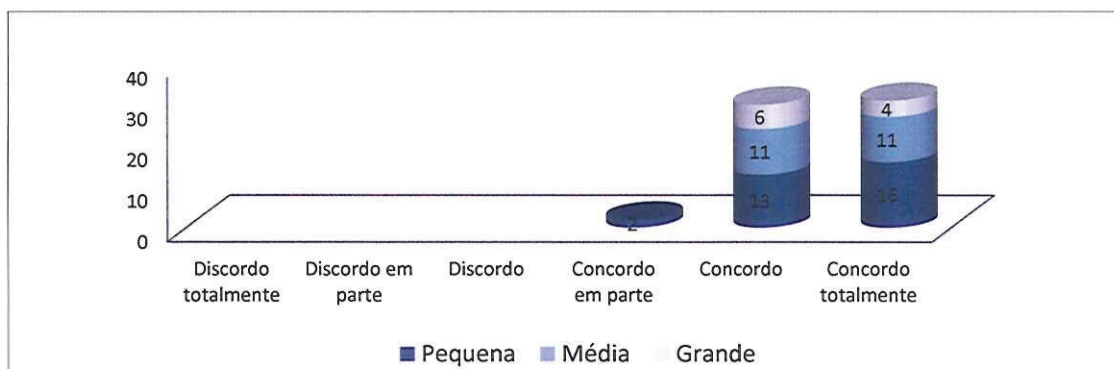 40
30
20
10
0
6
4
11
11
13
16
2
Discordo totalmente
Discordo em parte
Discordo
Concordo em parte
Concordo
Concordo totalmente
Pequena Média Grande